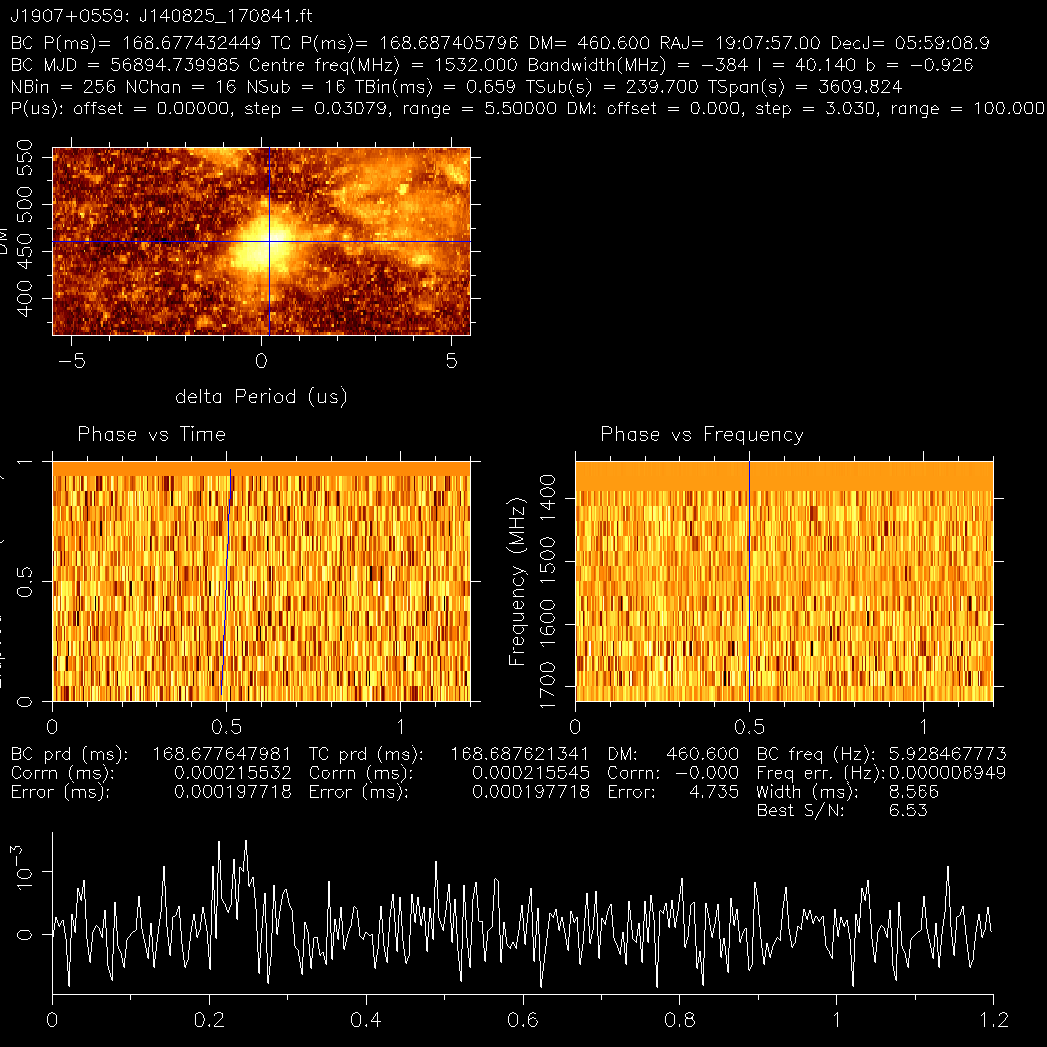 J1907+0559: J140825_170841.ft
BC P(ms)= 168.677432449 TC P(ms)= 168.687405796 DM= 460.600 RAJ= 19:07:57.00 DecJ= 05:59:08.9
BC MJD = 56894.739985 Centre freq(MHz) = 1532.000 Bandwidth(MHz) = −384 l = 40.140 b = −0.926
NBin = 256 NChan = 16 NSub = 16 TBin(ms) = 0.659 TSub(s) = 239.700 TSpan(s) = 3609.824
P(us): offset = 0.00000, step = 0.03079, range = 5.50000 DM: offset = 0.000, step = 3.030, range = 100.000
DM
400 450 500 550
−5 0 5
delta Period (us)
Phase vs Time
0 0.5 1
0 0.5 1
Phase vs Frequency
Frequency (MHz)
1400 1500 1600 1700
0 0.5 1
BC prd (ms): 168.677647981 TC prd (ms): 168.687621341 DM: 460.600 BC freq (Hz): 5.928467773
Corrn (ms): 0.000215532 Corrn (ms): 0.000215545 Corrn: −0.000 Freq err. (Hz): 0.000006949
Error (ms): 0.000197718 Error (ms): 0.000197718 Error: 4.735 Width (ms): 8.566
Best S/N: 6.53
10−3
0
0 0.2 0.4 0.6 0.8 1 1.2